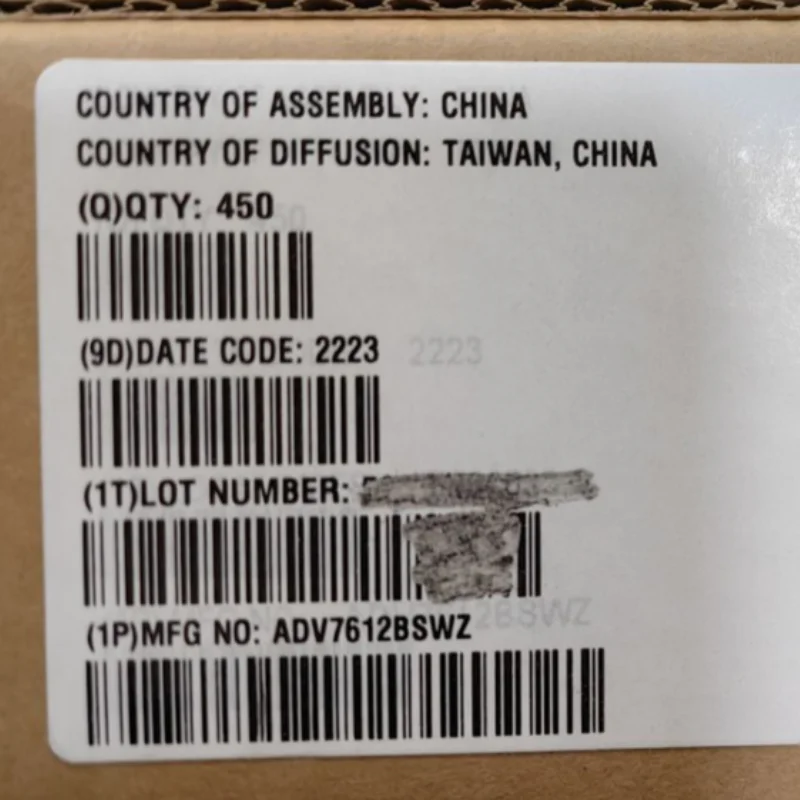 COUNTRY OF ASSEMBLY: CHINA
COUNTRY OF DIFFUSION: TAIWAN, CHINA
(Q)QTY: 450
(9D)DATE CODE: 2223 2223
(1T)LOT NUMBER:
(1P)MFG NO: ADV7612BSWZ